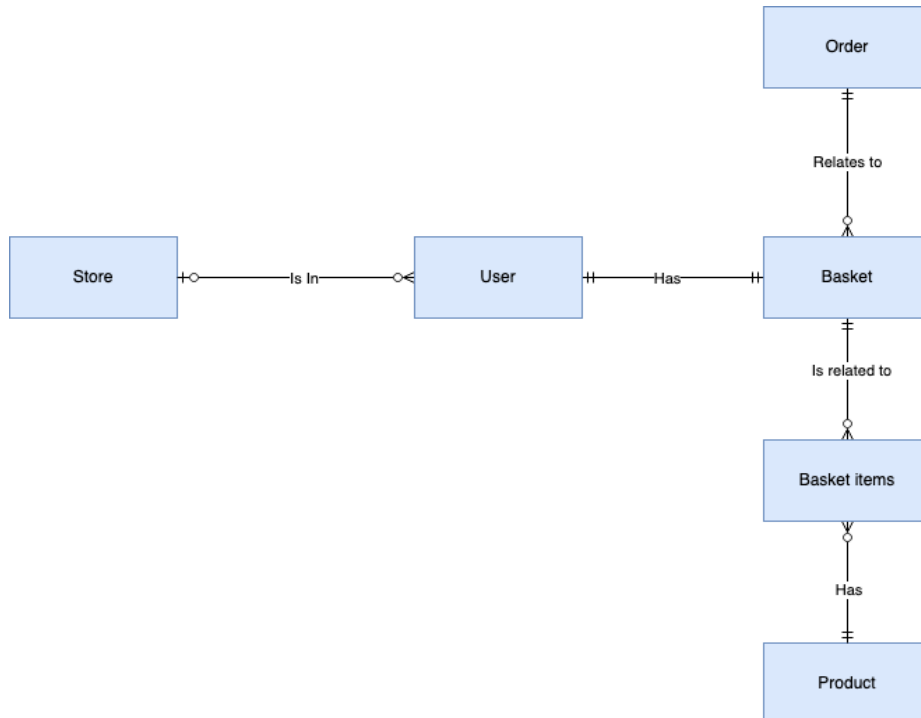 Order
Relates to
Store
Is In
User
Has
Basket
Is related to
Basket items
Has
Product